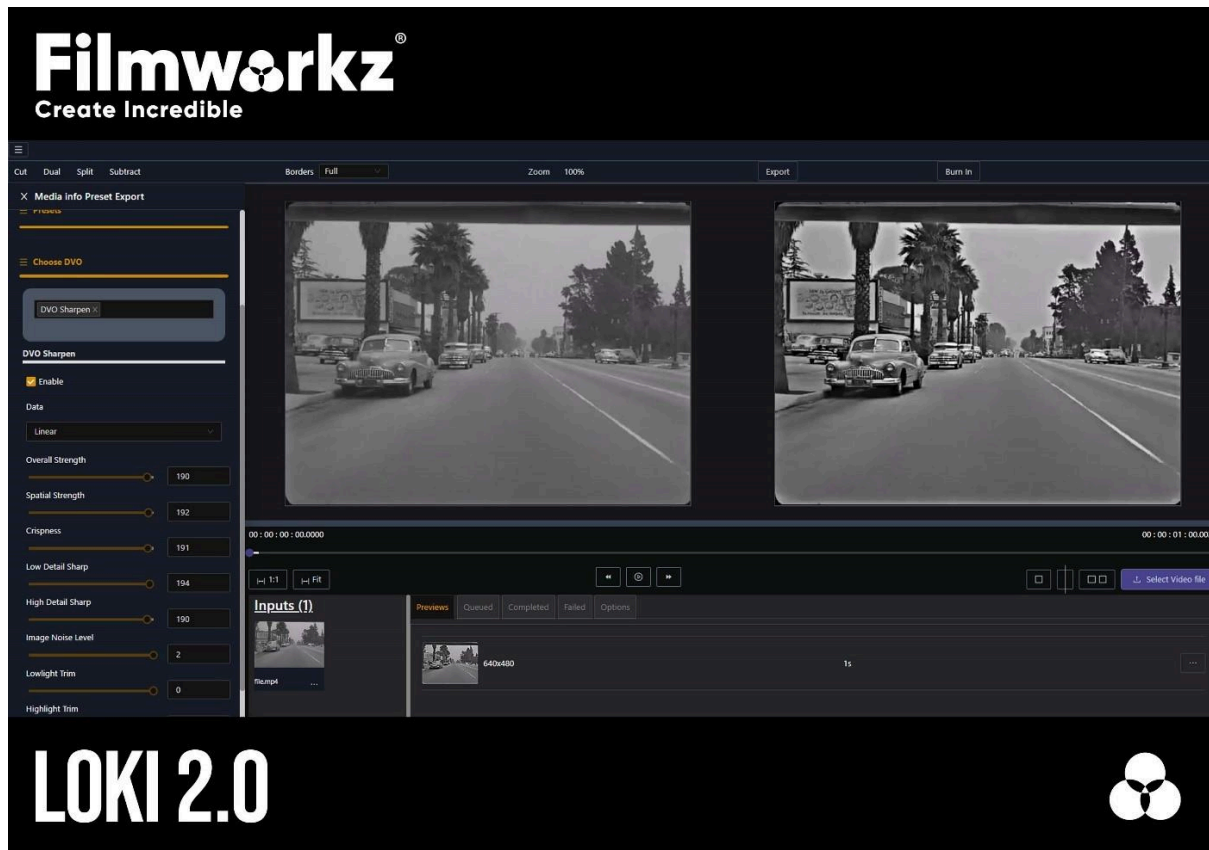 Filmworkz®
Create Incredible
Cut Dual Split Subtract Borders Full Zoom 100% Export Burn In
X Media info Preset Export
Presets
Choose DVO
DVO Sharpen ×
DVO Sharpen
Enable
Data
Linear
Overall Strength
190
Spatial Strength
192
Crispness
191
Low Detail Sharp
194
High Detail Sharp
190
Image Noise Level
2
Lowlight Trim
0
Highlight Trim
00 : 00 : 00 : 00.0000 00 : 00 : 01 : 00.00
1:1 Fit Select Video file
Inputs (1)
file.mp4 ...
Previews Queued Completed Failed Options
640x480 1s ...
LOKI 2.0